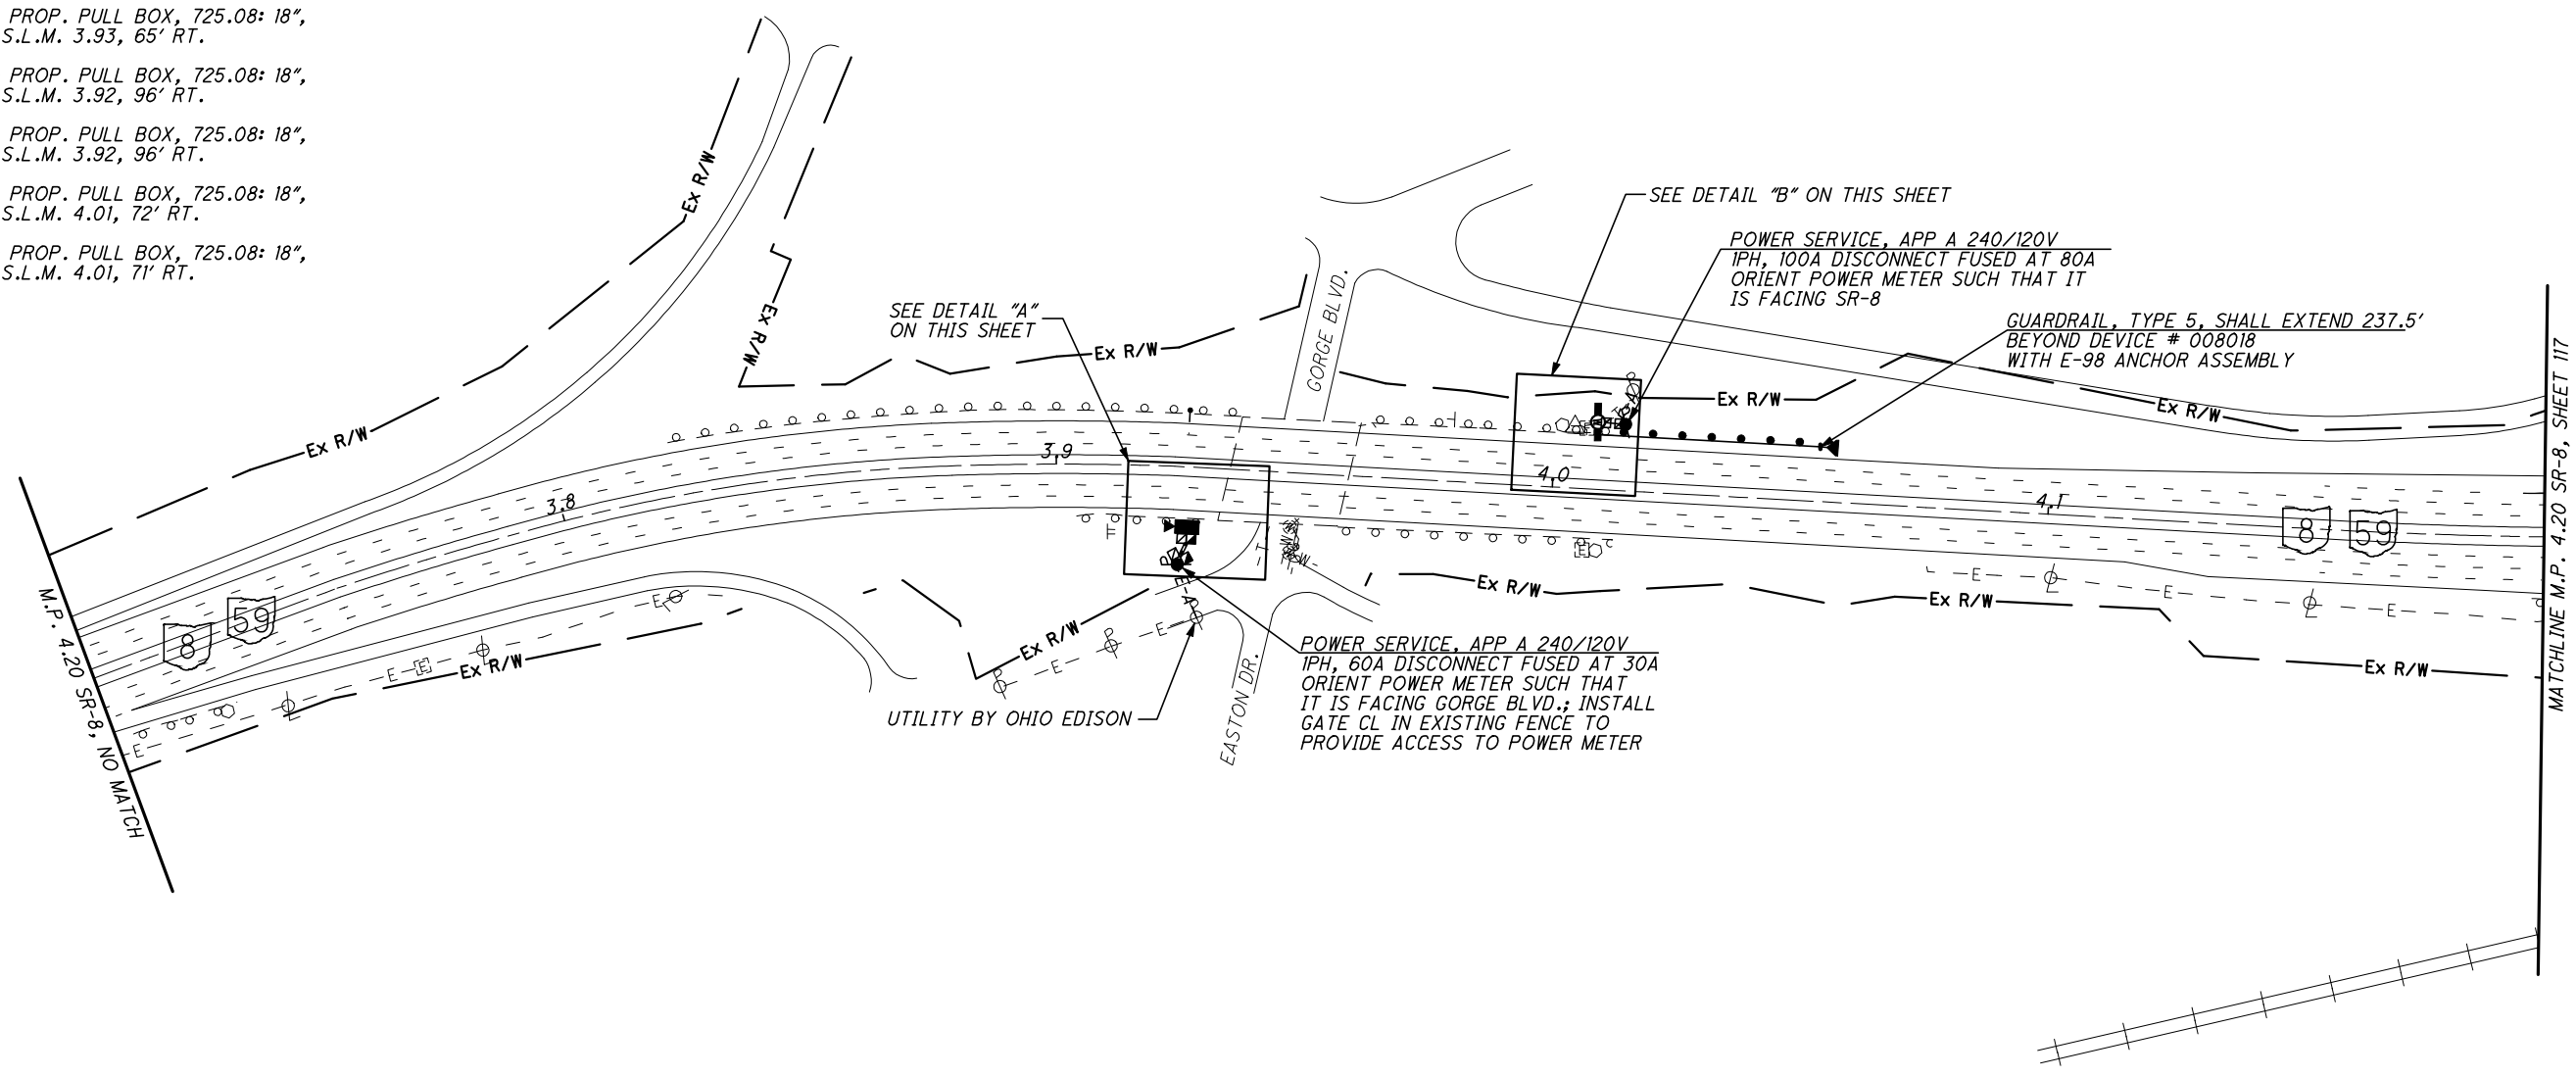 PROP. PULL BOX, 725.08: 18",
S.L.M. 3.93, 65' RT.
PROP. PULL BOX, 725.08: 18",
S.L.M. 3.92, 96' RT.
PROP. PULL BOX, 725.08: 18",
S.L.M. 3.92, 96' RT.
PROP. PULL BOX, 725.08: 18",
S.L.M. 4.01, 72' RT.
PROP. PULL BOX, 725.08: 18",
S.L.M. 4.01, 71' RT.
Ex R/W
Ex R/W
Ex R/W
SEE DETAIL "A"
ON THIS SHEET
Ex R/W
GORGE BLVD.
SEE DETAIL "B" ON THIS SHEET
POWER SERVICE, APP A 240/120V
1PH, 100A DISCONNECT FUSED AT 80A
ORIENT POWER METER SUCH THAT IT
IS FACING SR-8
GUARDRAIL, TYPE 5, SHALL EXTEND 237.5'
BEYOND DEVICE # 008018
WITH E-98 ANCHOR ASSEMBLY
Ex R/W
Ex R/W
3.8
3.9
4.0
4.1
8
59
8
59
M.P. 4.20 SR-8, NO MATCH
MATCHLINE M.P. 4.20 SR-8, SHEET 117
Ex R/W
Ex R/W
Ex R/W
Ex R/W
Ex R/W
E
E
[E]
E
P
E
P
E
P
E-A
[E]
E
E
E
UTILITY BY OHIO EDISON
EASTON DR.
POWER SERVICE, APP A 240/120V
1PH, 60A DISCONNECT FUSED AT 30A
ORIENT POWER METER SUCH THAT
IT IS FACING GORGE BLVD.; INSTALL
GATE CL IN EXISTING FENCE TO
PROVIDE ACCESS TO POWER METER